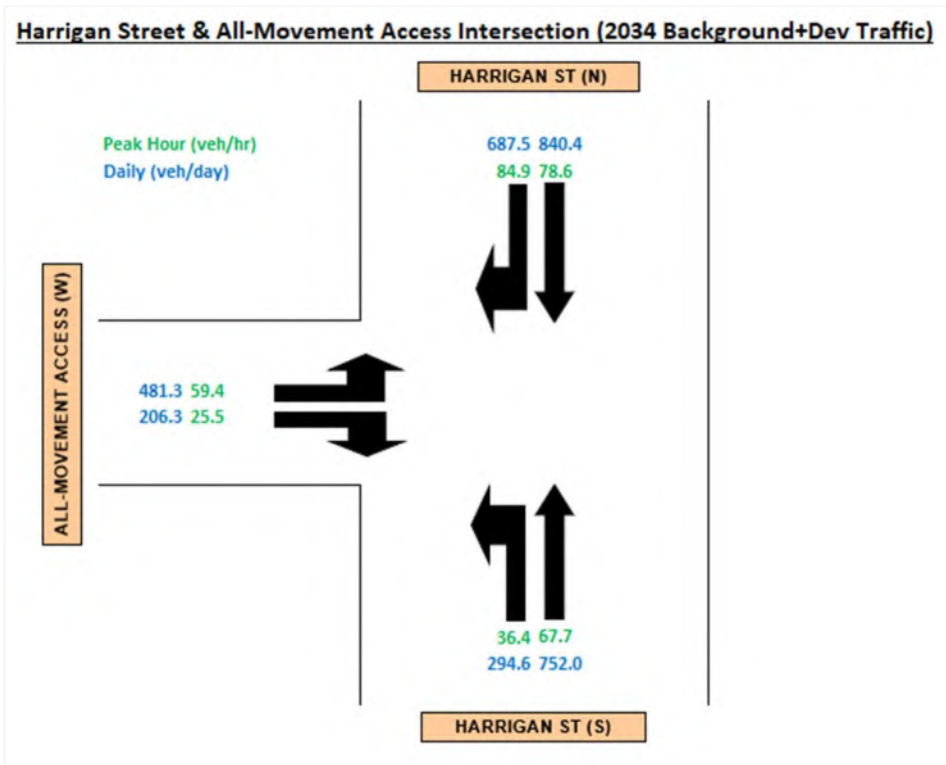 Harrigan Street & All-Movement Access Intersection (2034 Background+Dev Traffic)
HARRIGAN ST (N)
Peak Hour (veh/hr)
Daily (veh/day)
687.5 840.4
84.9 78.6
ALL-MOVEMENT ACCESS (W)
481.3 59.4
206.3 25.5
36.4 67.7
294.6 752.0
HARRIGAN ST (S)